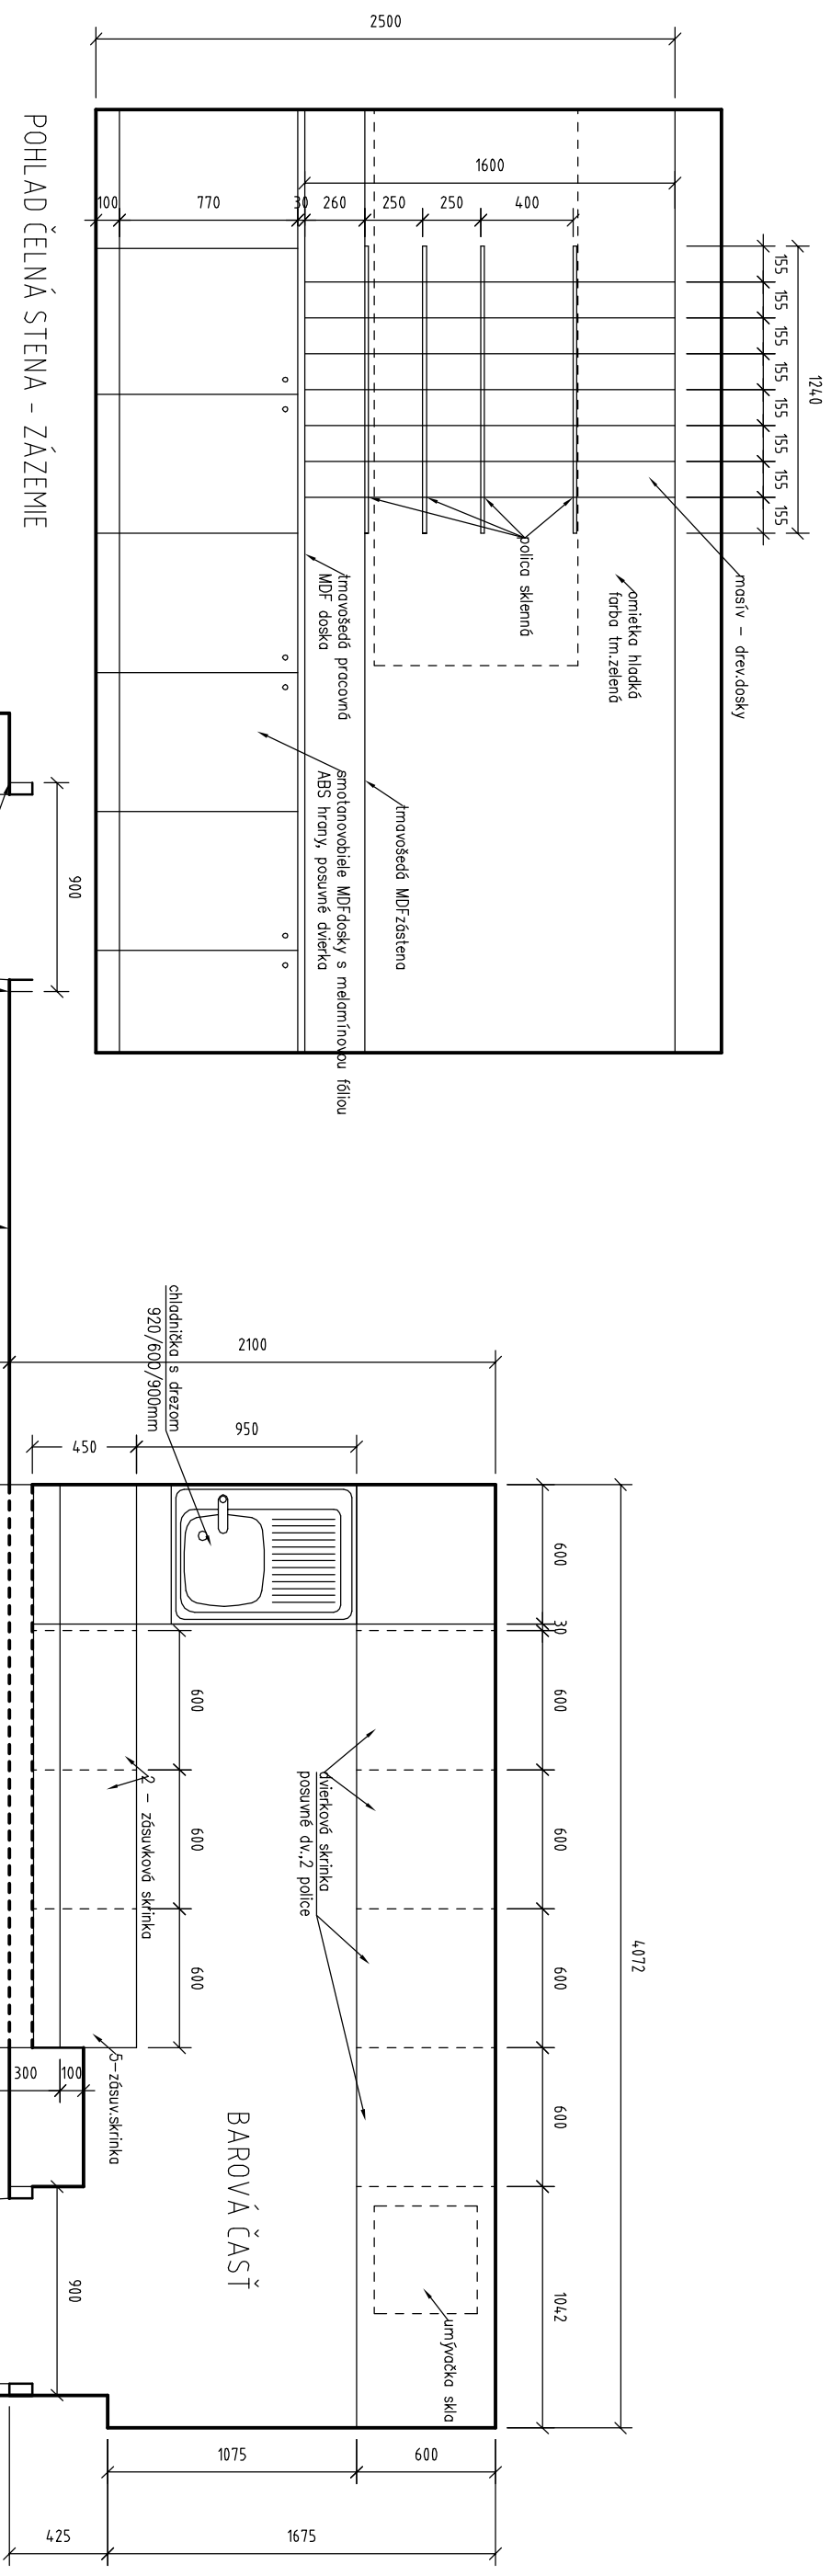 2500
POHLAD ČELNÁ STENA - ZÁZEMIE
100
770
30
260
250
250
400
1600
155
155
155
155
155
155
155
155
1240
masív - drev.dosky
omietka hladká
farba tm.zelená
polica sklenná
tmavošedá pracovná
MDF doska
tmavošedá MDFzástena
smotanovobiele MDFdosky s melamínovou fóliou
ABS hrany, posuvné dvierka
900
2100
chladnička s drezom
920/600/900mm
450
950
600
30
600
600
600
600
1042
4072
600
600
600
2 - zásuvková skrinka
dvierková skrinka
posuvné dv.,2 police
5-zásuv.skrinka
300
100
BAROVÁ ČASŤ
umývačka skla
900
1075
600
425
1675